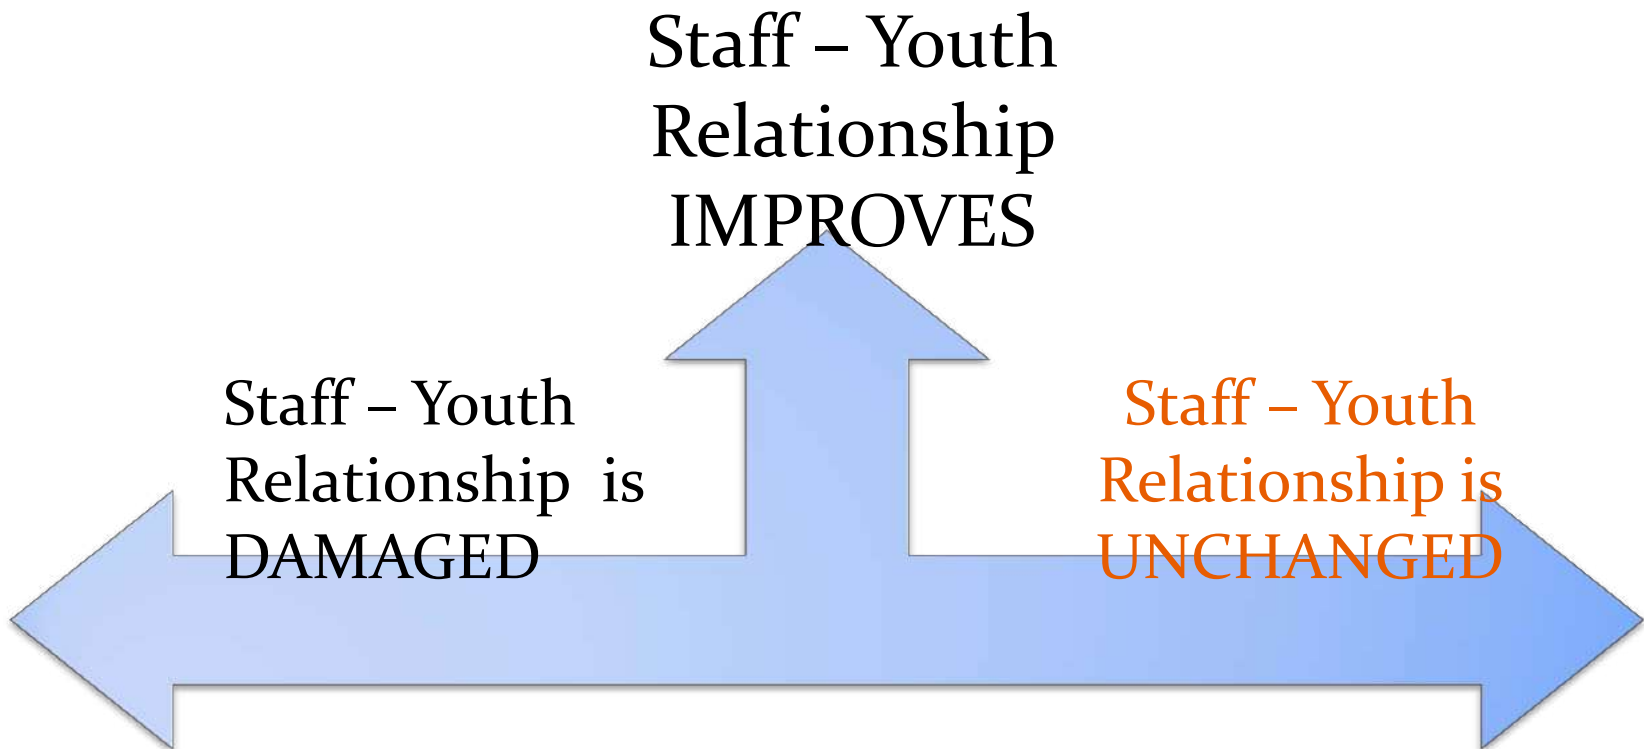 Staff – Youth
Relationship
IMPROVES
Staff – Youth
Relationship is
DAMAGED
Staff – Youth
Relationship is
UNCHANGED